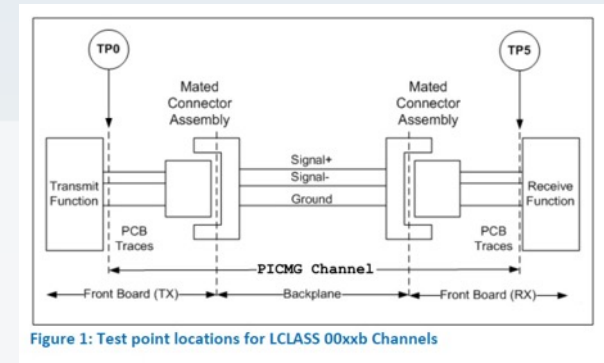 TP0
TP5
Mated
Connector
Assembly
Mated
Connector
Assembly
Transmit
Function
Signal+
Signal-
Ground
Receive
Function
PCB
Traces
PCB
Traces
PICMG Channel
Front Board (TX)
Backplane
Front Board (RX)
Figure 1: Test point locations for LCLASS 00xxb Channels